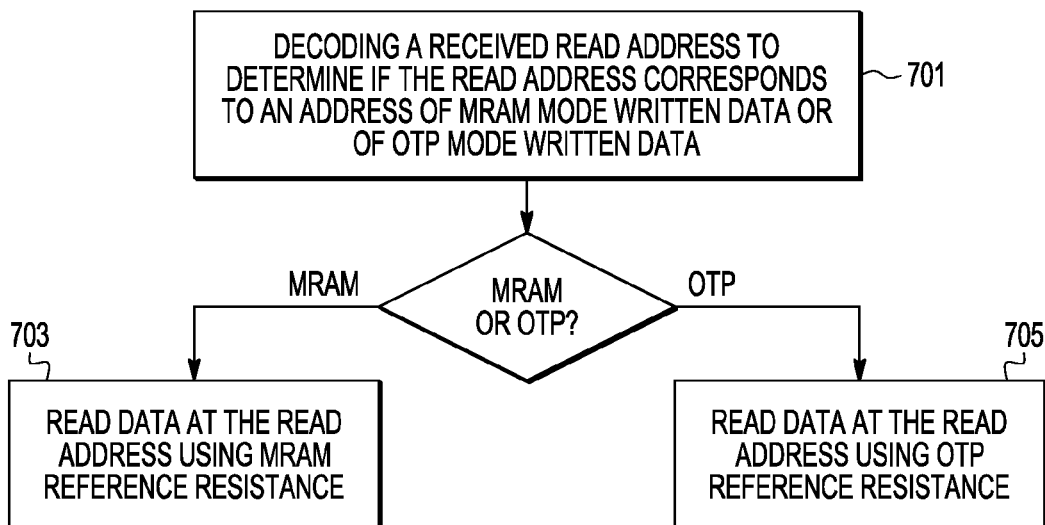 DECODING A RECEIVED READ ADDRESS TO
DETERMINE IF THE READ ADDRESS CORRESPONDS
TO AN ADDRESS OF MRAM MODE WRITTEN DATA OR
OF OTP MODE WRITTEN DATA
701
MRAM
MRAM
OR OTP?
OTP
703
READ DATA AT THE READ
ADDRESS USING MRAM
REFERENCE RESISTANCE
705
READ DATA AT THE READ
ADDRESS USING OTP
REFERENCE RESISTANCE